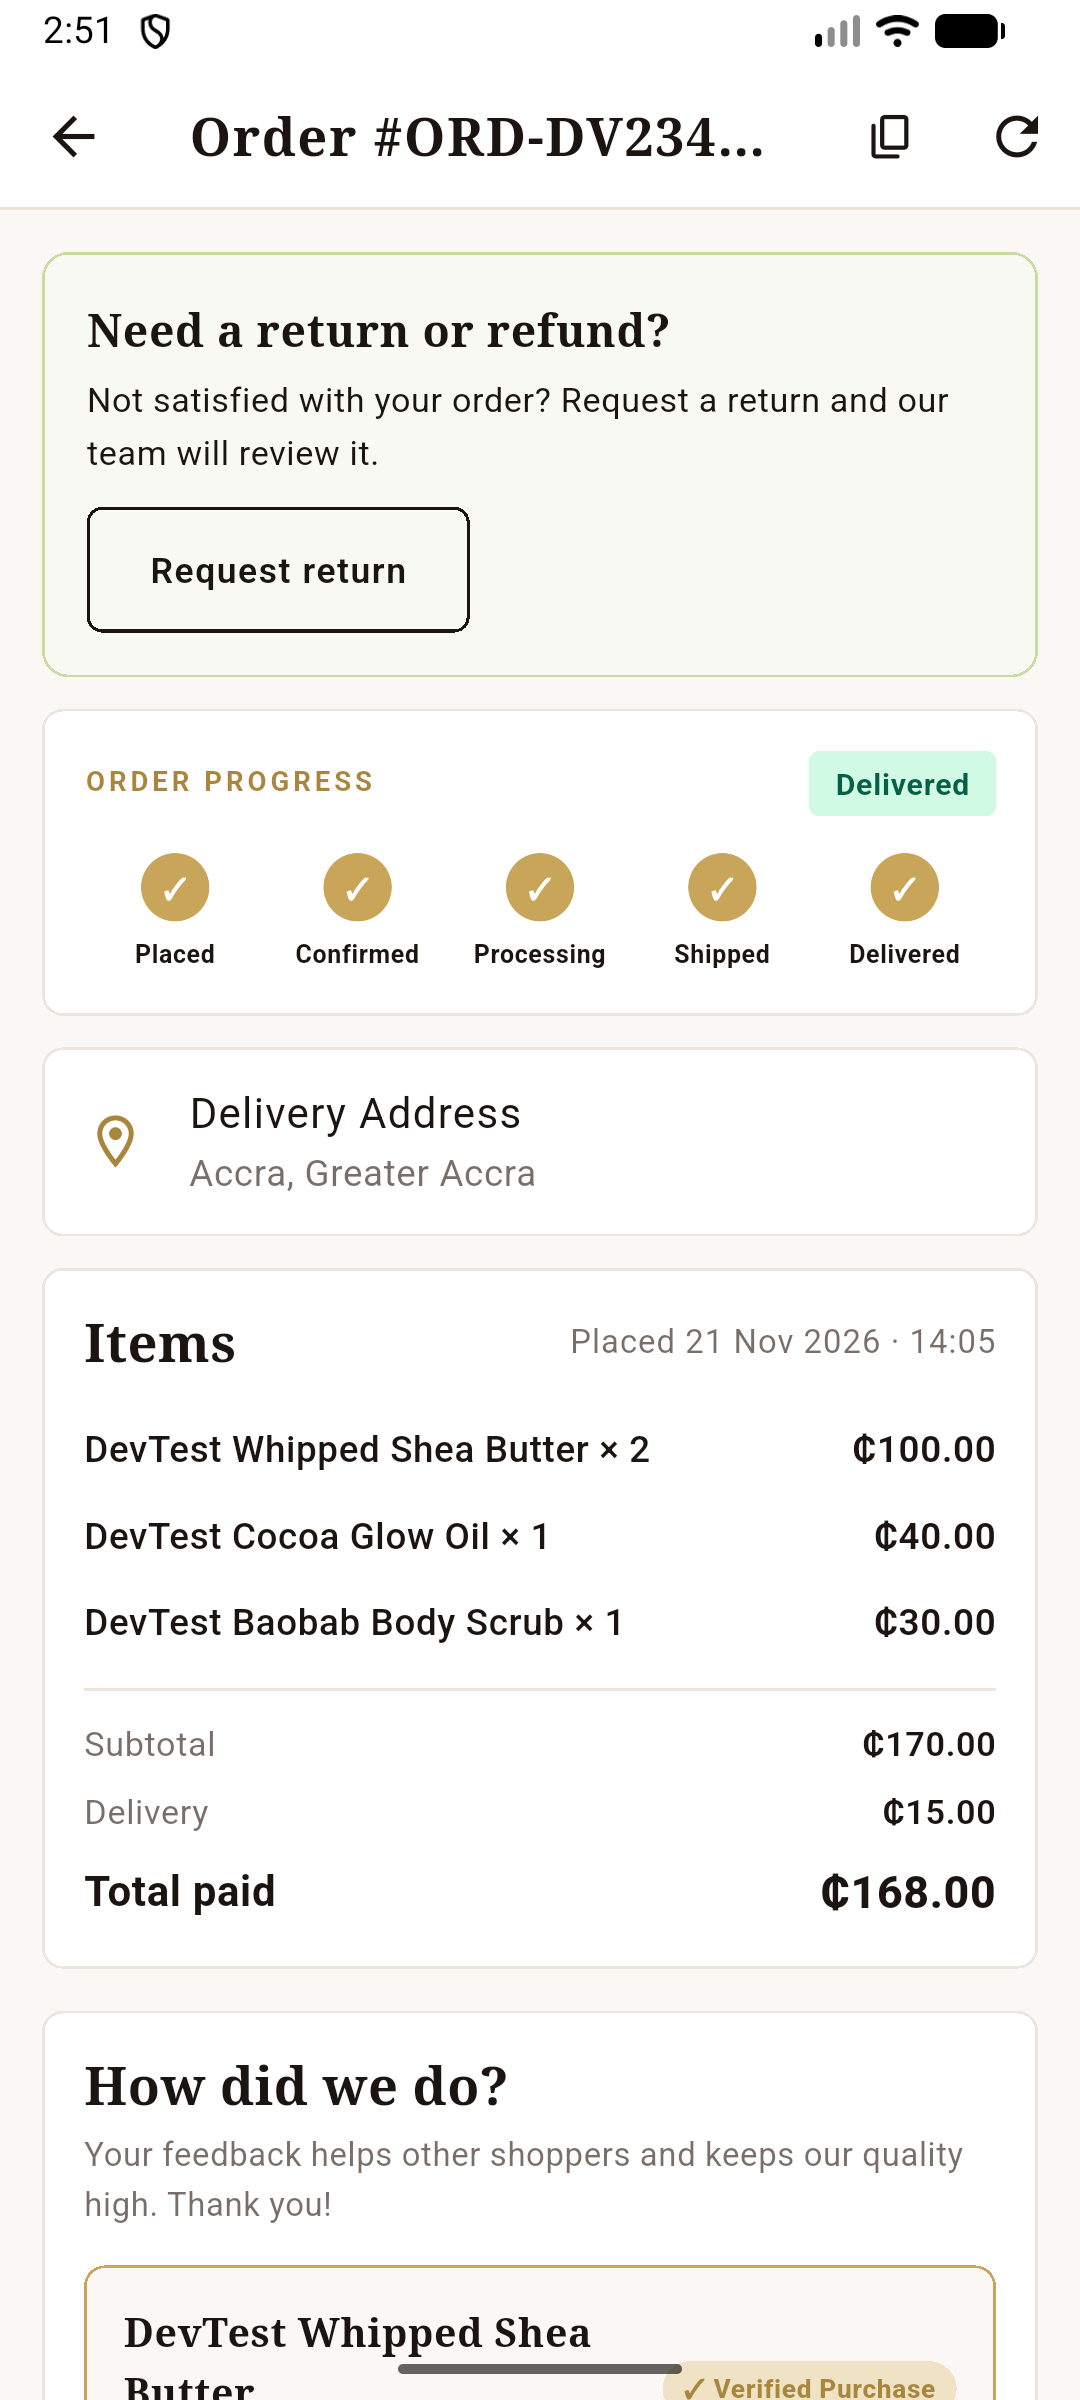 2:51
Order #ORD-DV234...
Need a return or refund?
Not satisfied with your order? Request a return and our
team will review it.
Request return
ORDER PROGRESS
Delivered
✓ ✓ ✓ ✓ ✓
Placed Confirmed Processing Shipped Delivered
Delivery Address
Accra, Greater Accra
Items
Placed 21 Nov 2026 · 14:05
DevTest Whipped Shea Butter × 2 ₵100.00
DevTest Cocoa Glow Oil × 1 ₵40.00
DevTest Baobab Body Scrub × 1 ₵30.00
Subtotal ₵170.00
Delivery ₵15.00
Total paid ₵168.00
How did we do?
Your feedback helps other shoppers and keeps our quality
high. Thank you!
DevTest Whipped Shea
Butter
✓ Verified Purchase